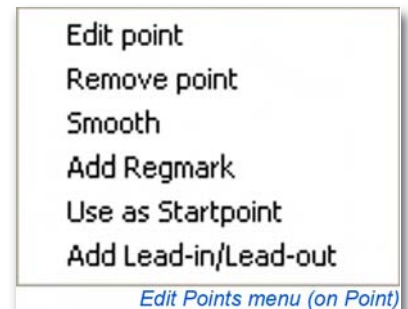 Edit point
Remove point
Smooth
Add Regmark
Use as Startpoint
Add Lead-in/Lead-out
Edit Points menu (on Point)